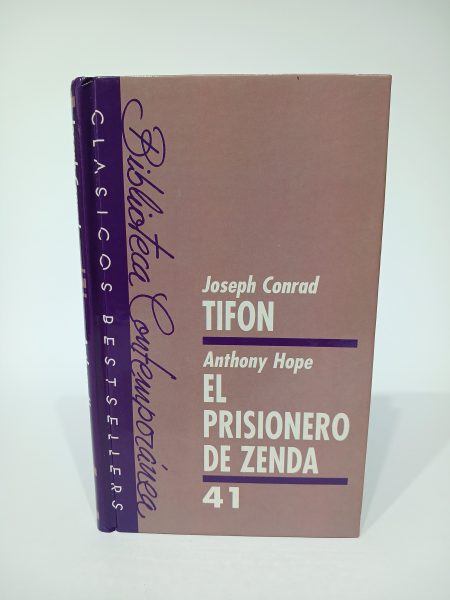 CLASICOS BESTSELLERS
Biblioteca Contemporánea
Joseph Conrad
TIFON
Anthony Hope
EL
PRISIONERO
DE ZENDA
41